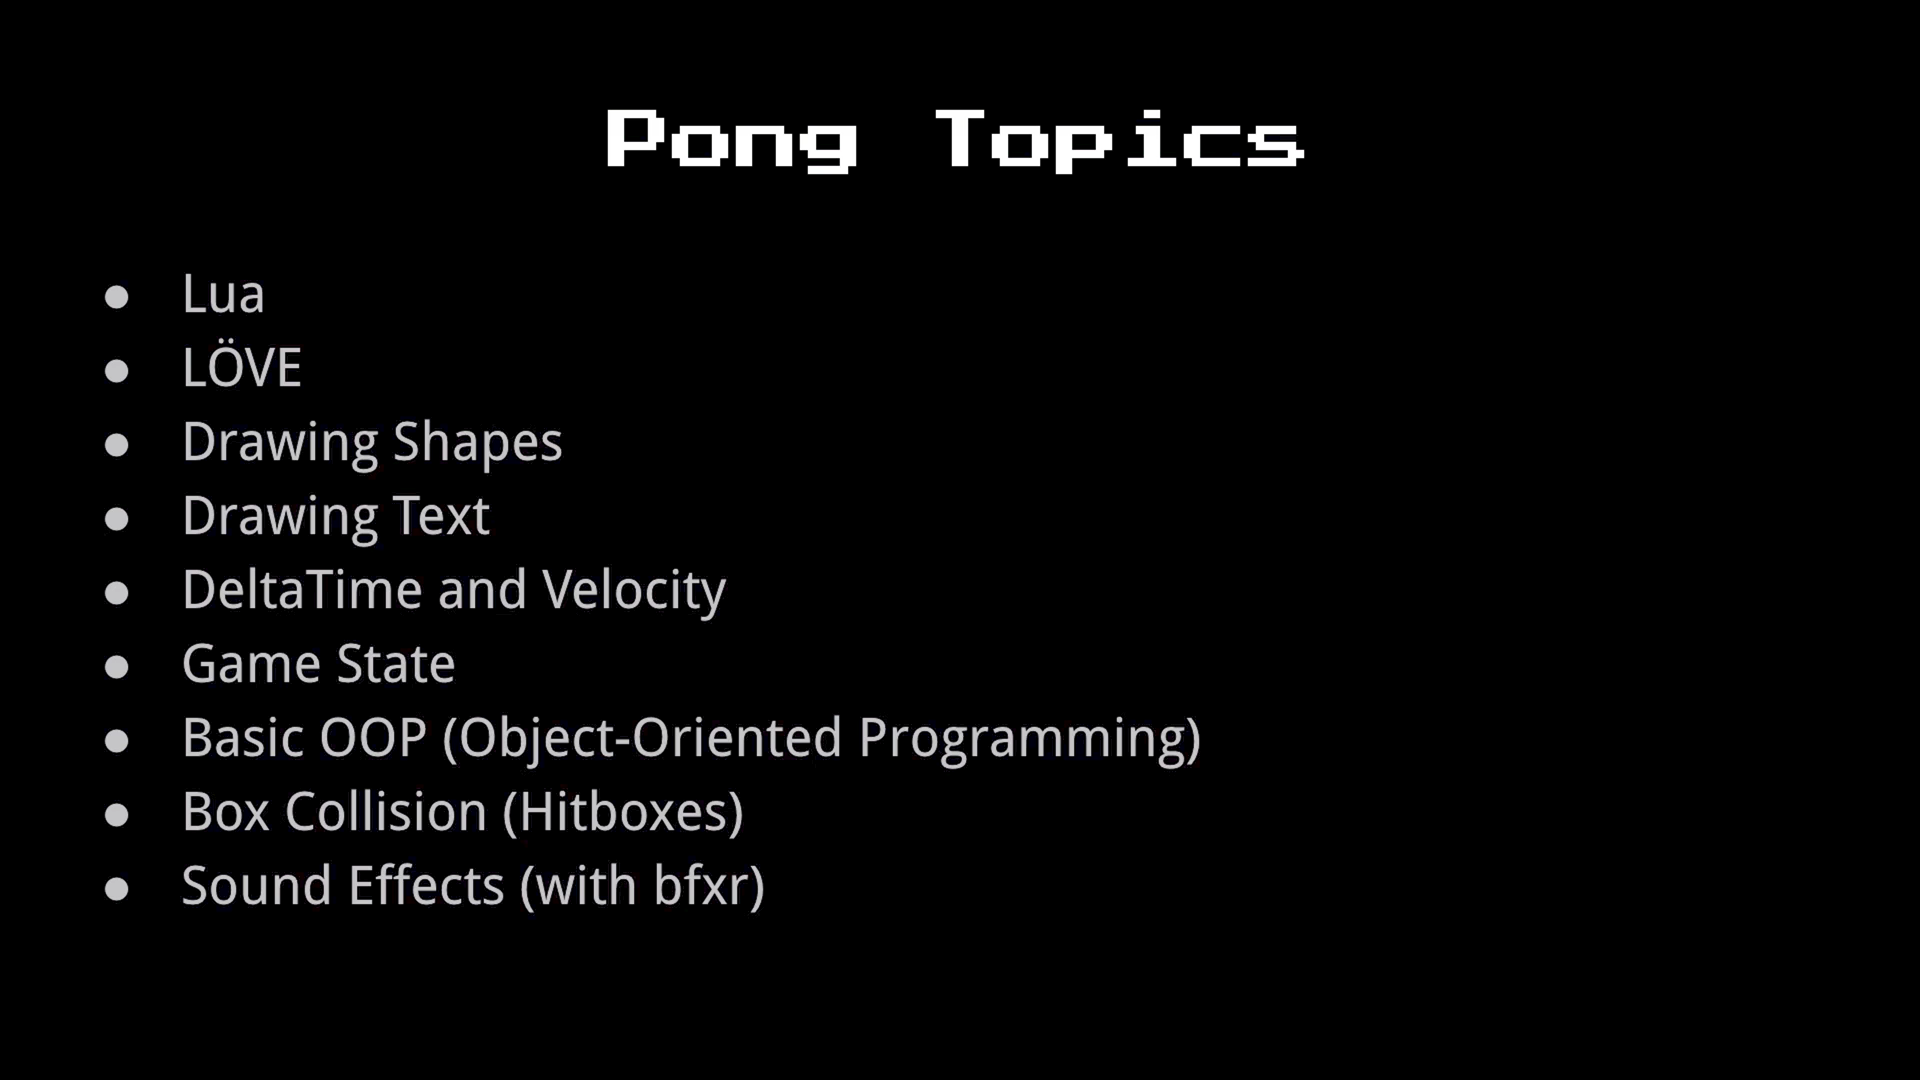 Pong Topics
● Lua
● LÖVE
● Drawing Shapes
● Drawing Text
● DeltaTime and Velocity
● Game State
● Basic OOP (Object-Oriented Programming)
● Box Collision (Hitboxes)
● Sound Effects (with bfxr)